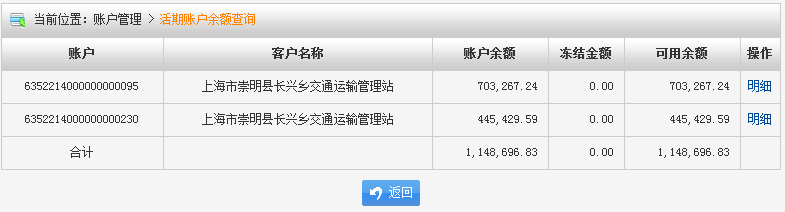 当前位置：账户管理 > 活期账户余额查询
账户 客户名称 账户余额 冻结金额 可用余额 操作
6352214000000000095 上海市崇明县长兴乡交通运输管理站 703,267.24 0.00 703,267.24 明细
6352214000000000230 上海市崇明县长兴乡交通运输管理站 445,429.59 0.00 445,429.59 明细
合计 1,148,696.83 0.00 1,148,696.83
返回